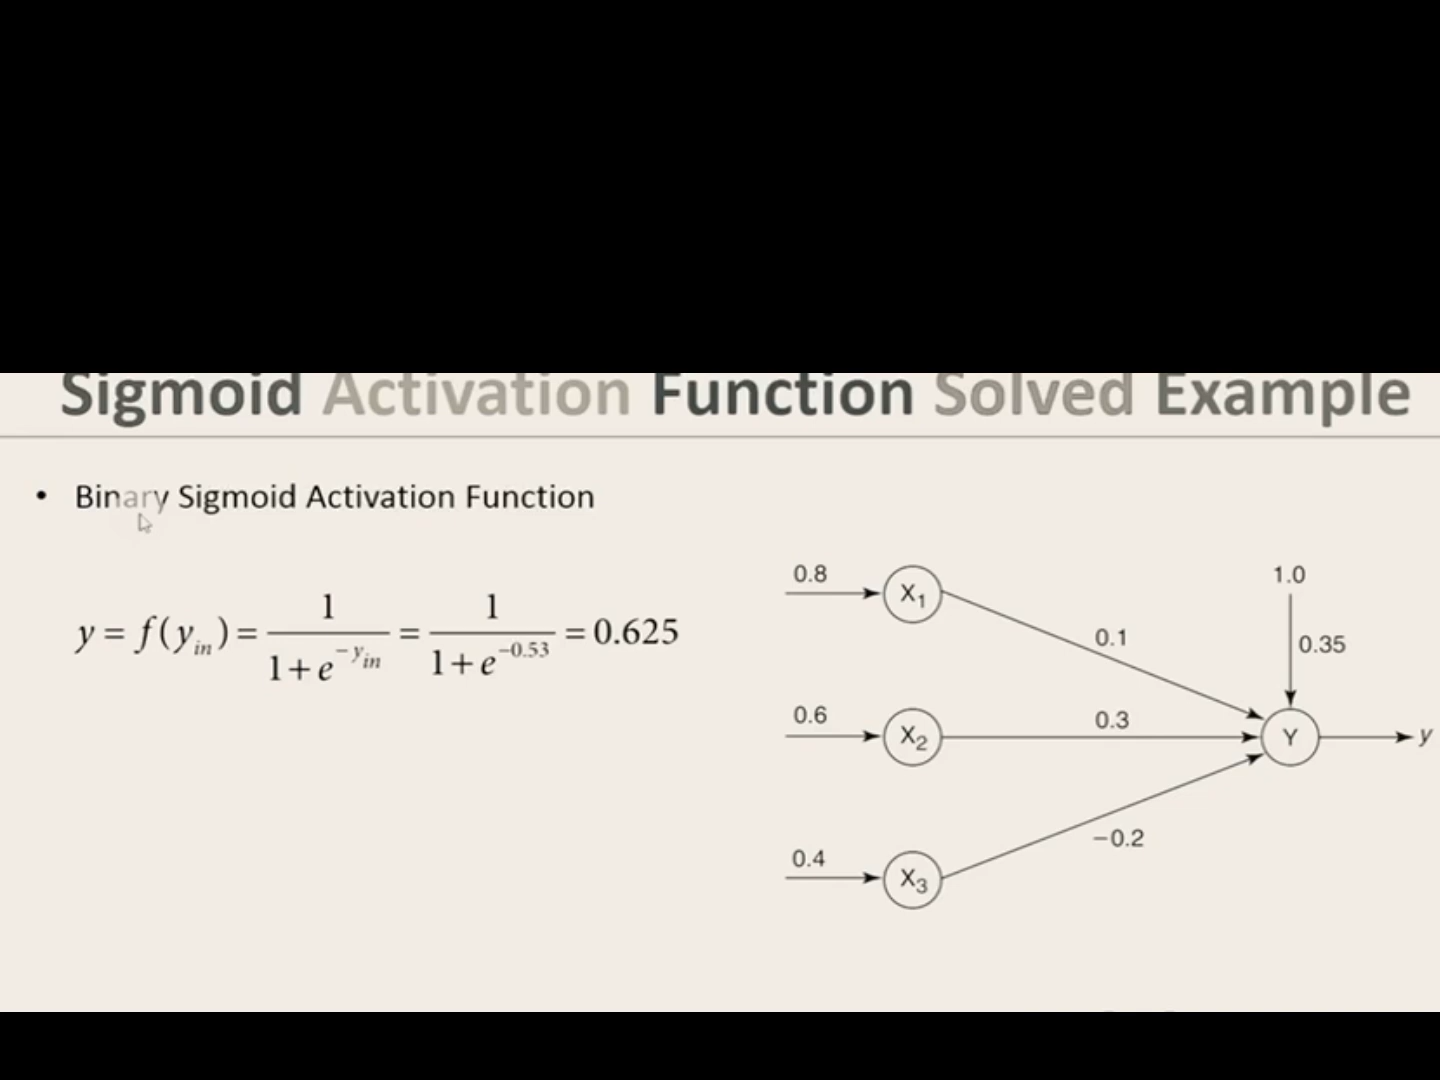 Sigmoid Activation Function Solved Example
• Binary Sigmoid Activation Function
y = f(y_in) = 1 / (1 + e^(-y_in)) = 1 / (1 + e^(-0.53)) = 0.625
0.8
X₁
0.1
1.0
0.35
0.6
X₂
0.3
Y
y
0.4
X₃
−0.2